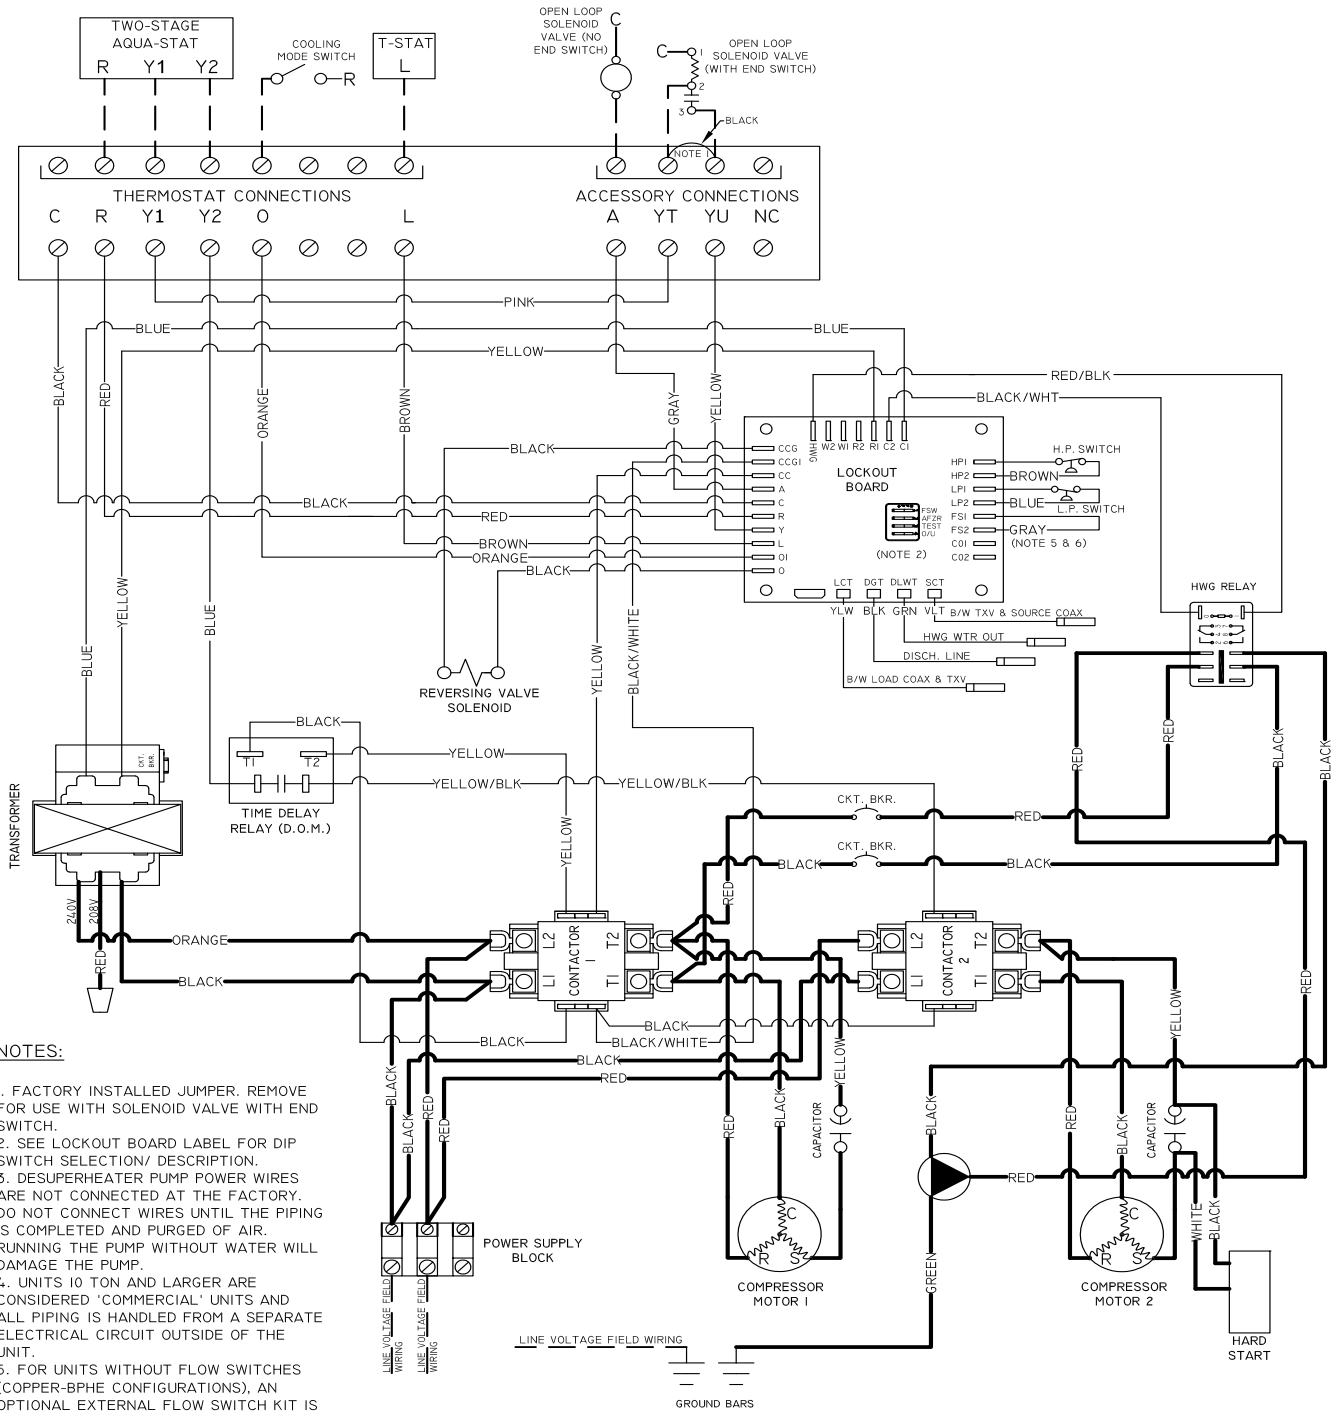 TWO-STAGE
AQUA-STAT
R Y1 Y2
COOLING
MODE SWITCH
R
T-STAT
L
OPEN LOOP
SOLENOID
VALVE (NO
END SWITCH)
C
C
1
2
3
OPEN LOOP
SOLENOID VALVE
(WITH END SWITCH)
BLACK
NOTE 1
THERMOSTAT CONNECTIONS
C R Y1 Y2 O L
ACCESSORY CONNECTIONS
A YT YU NC
PINK
BLUE
BLUE
YELLOW
BLACK
RED
ORANGE
BROWN
GRAY
YELLOW
RED/BLK
BLACK/WHT
BLACK
BLACK
RED
BROWN
ORANGE
BLACK
HWG W2 W1 R2 R1 C2 C1
CCG
CCG1
CC
A
C
R
Y
L
O1
O
LOCKOUT
BOARD
FSW
AFZR
TEST
O/U
(NOTE 2)
HP1
HP2
LP1
LP2
FS1
FS2
CO1
CO2
H.P. SWITCH
BROWN
BLUE
L.P. SWITCH
GRAY
(NOTE 5 & 6)
LCT DGT DLWT SCT
YLW BLK GRN VLT
B/W TXV & SOURCE COAX
HWG WTR OUT
DISCH. LINE
B/W LOAD COAX & TXV
HWG RELAY
YELLOW
BLUE
BLUE
YELLOW
BLACK/WHITE
REVERSING VALVE
SOLENOID
BLACK
T1 T2
TIME DELAY
RELAY (D.O.M.)
YELLOW
YELLOW/BLK
YELLOW/BLK
YELLOW
CKT.
BKR.
TRANSFORMER
240V
208V
RED
ORANGE
BLACK
CKT. BKR.
RED
CKT. BKR.
BLACK
BLACK
RED
RED
RED
BLACK
BLACK
RED
L2
L1
CONTACTOR
1
T2
T1
L2
L1
CONTACTOR
2
T2
T1
BLACK
BLACK
BLACK/WHITE
BLACK
RED
BLACK
BLACK
RED
RED
RED
BLACK
YELLOW
CAPACITOR
BLACK
RED
RED
BLACK
YELLOW
CAPACITOR
WHITE
BLACK
GREEN
C
R S
COMPRESSOR
MOTOR 1
C
R S
COMPRESSOR
MOTOR 2
HARD
START
POWER SUPPLY
BLOCK
LINE VOLTAGE FIELD
WIRING
LINE VOLTAGE FIELD
WIRING
LINE VOLTAGE FIELD WIRING
GROUND BARS
NOTES:
. FACTORY INSTALLED JUMPER. REMOVE
FOR USE WITH SOLENOID VALVE WITH END
SWITCH.
2. SEE LOCKOUT BOARD LABEL FOR DIP
SWITCH SELECTION/ DESCRIPTION.
3. DESUPERHEATER PUMP POWER WIRES
ARE NOT CONNECTED AT THE FACTORY.
DO NOT CONNECT WIRES UNTIL THE PIPING
IS COMPLETED AND PURGED OF AIR.
RUNNING THE PUMP WITHOUT WATER WILL
DAMAGE THE PUMP.
4. UNITS 10 TON AND LARGER ARE
CONSIDERED 'COMMERCIAL' UNITS AND
ALL PIPING IS HANDLED FROM A SEPARATE
ELECTRICAL CIRCUIT OUTSIDE OF THE
UNIT.
5. FOR UNITS WITHOUT FLOW SWITCHES
(COPPER-BPHE CONFIGURATIONS), AN
OPTIONAL EXTERNAL FLOW SWITCH KIT IS